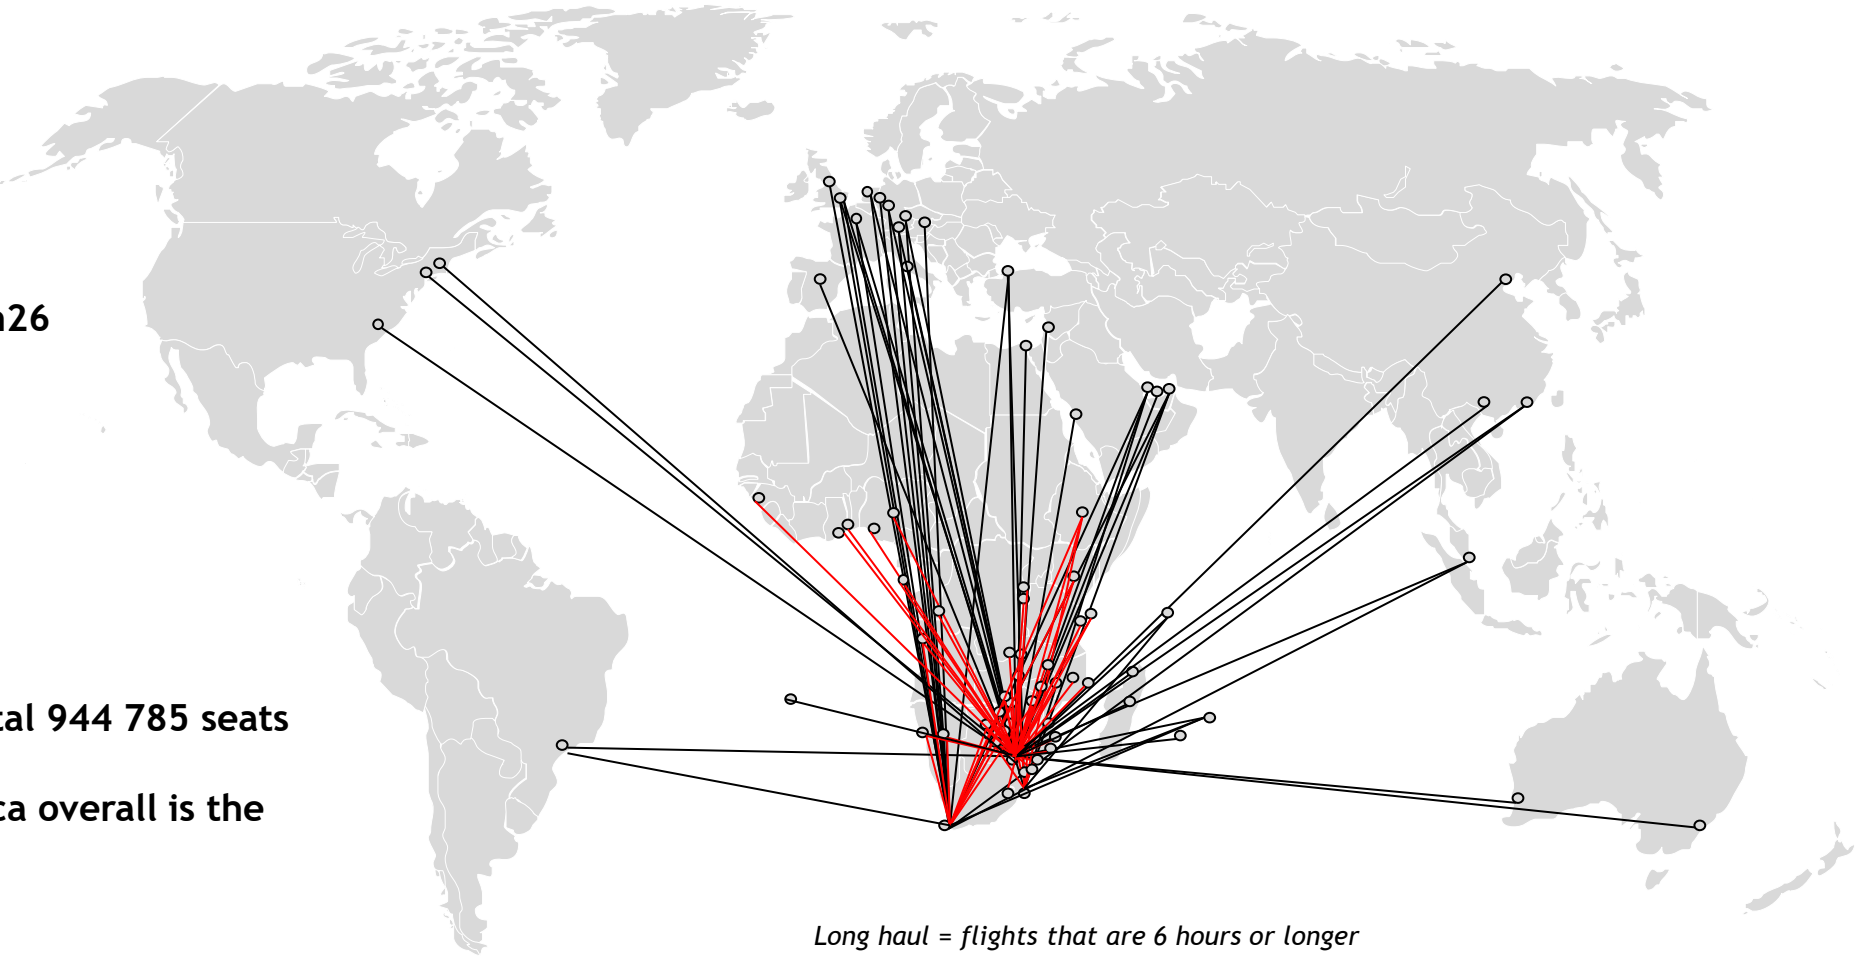 n26
tal 944 785 seats
ca overall is the
Long haul = flights that are 6 hours or longer